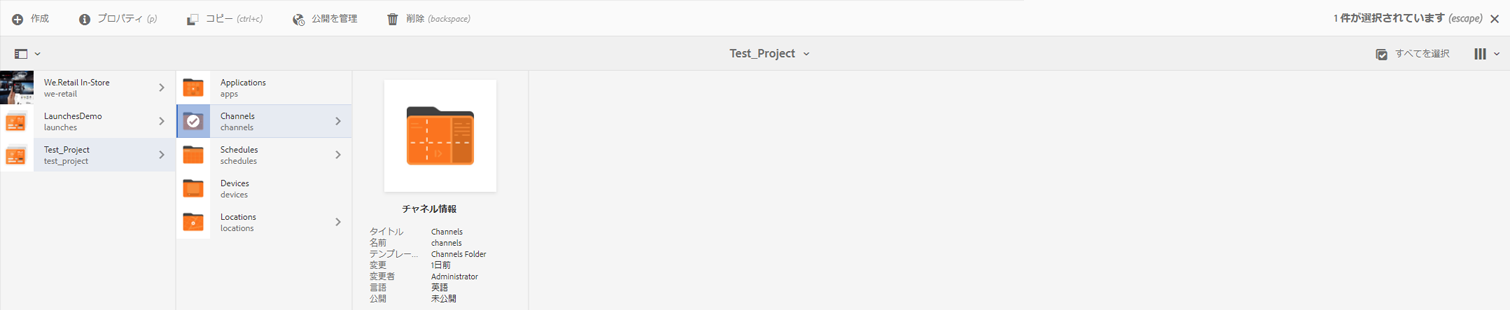 作成 プロパティ (p) コピー (ctrl+c) 公開を管理 削除 (backspace) 1 件が選択されています (escape)
Test_Project すべてを選択
We.Retail In-Store
we-retail
LaunchesDemo
launches
Test_Project
test_project
Applications
apps
Channels
channels
Schedules
schedules
Devices
devices
Locations
locations
チャネル情報
タイトル Channels
名前 channels
テンプレー... Channels Folder
変更 1日前
変更者 Administrator
言語 英語
公開 未公開